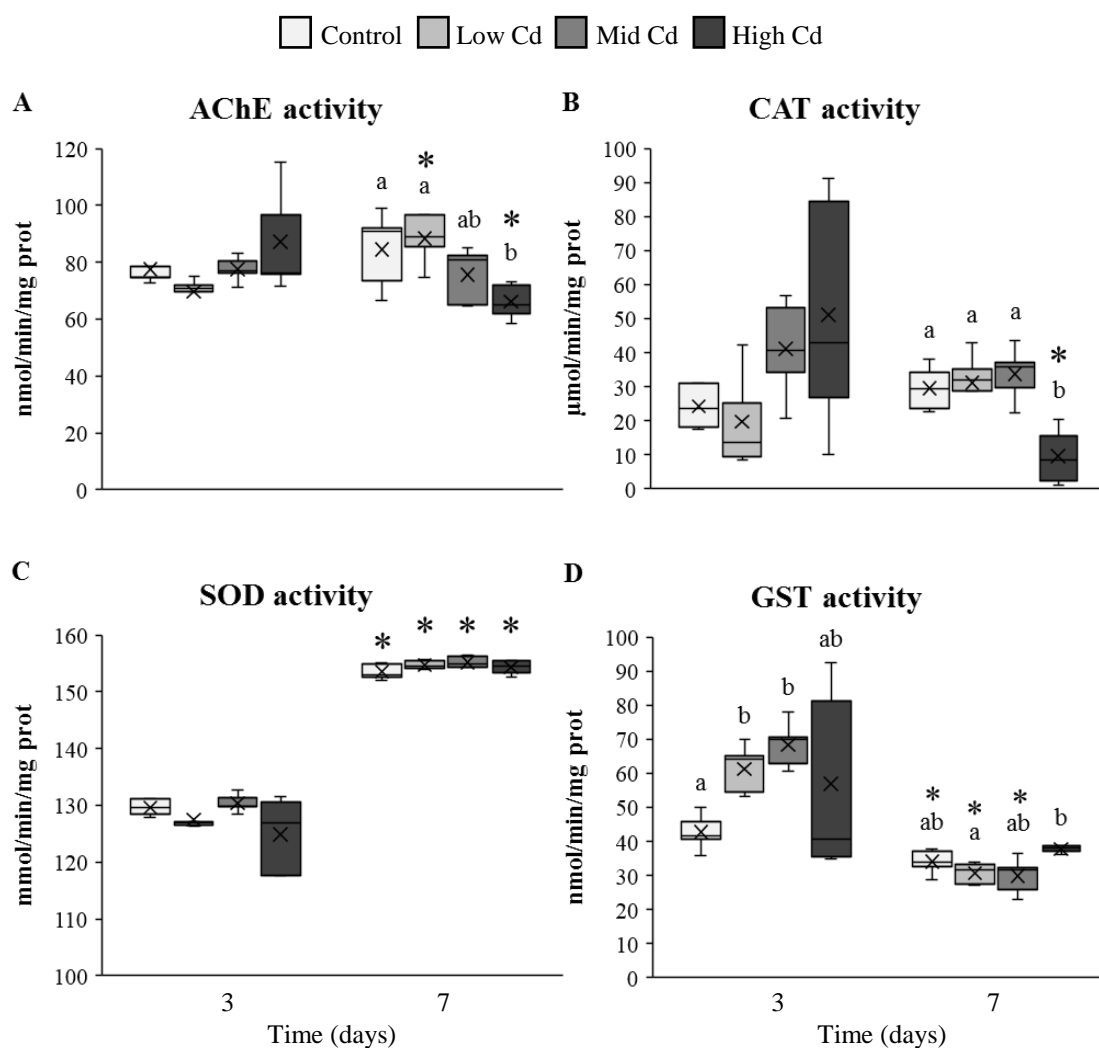 Control Low Cd Mid Cd High Cd
A AChE activity
nmol/min/mg prot
120
100
80
60
40
20
0
a
*
a
ab
*
b
B CAT activity
µmol/min/mg prot
100
90
80
70
60
50
40
30
20
10
0
a
a
a
*
b
C SOD activity
mmol/min/mg prot
160
150
140
130
120
110
100
*
*
*
*
3 7
Time (days)
D GST activity
nmol/min/mg prot
100
90
80
70
60
50
40
30
20
10
0
a
b
b
ab
*
ab
*
a
*
ab
b
3 7
Time (days)